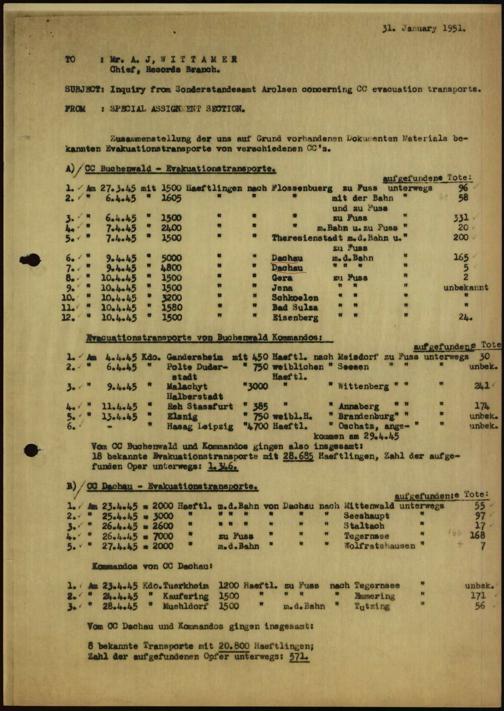 31. January 1951.
TO : Mr. A. J, W I T T A M E R
Chief, Records Branch.
SUBJECT: Inquiry from Sonderstandesamt Arolsen concerning CC evacuation transports.
FROM : SPECIAL ASSIGNMENT SECTION.
Zusammenstellung der uns auf Grund vorhandenen Dokumenten Materials be-
kannten Evakuationstransporte von verschiedenen CC's.
A) CC Buchenwald - Evakuationstransporte.
aufgefundene Tote:
1. Am 27.3.45 mit 1500 Haeftlingen nach Flossenbuerg zu Fuss unterwegs 96
2. " 6.4.45 " 1605 " " " mit der Bahn " 58
und zu Fuss
3. " 6.4.45 " 1500 " " " zu Fuss " 331
4. " 7.4.45 " 2400 " " " m.Bahn u.zu Fuss " 20
5. " 7.4.45 " 1500 " " Theresienstadt m.d.Bahn u." 200
zu Fuss
6. " 9.4.45 " 5000 " " Dachau m.d.Bahn " 165
7. " 9.4.45 " 4800 " " Dachau " " " " 5
8. " 10.4.45 " 1500 " " Gera zu Fuss " 2
9. " 10.4.45 " 1500 " " Jena " " " unbekannt
10. " 10.4.45 " 3200 " " Schkoelen " " "
11. " 10.4.45 " 1580 " " Bad Sulza " " "
12. " 10.4.45 " 1500 " " Eisenberg " " " 24.
Evacuationstransporte von Buchenwald Kommandos:
aufgefundene Tote
1. Am 4.4.45 Kdo. Gandersheim mit 450 Haeftl. nach Meisdorf zu Fuss unterwegs 30
2. " 6.4.45 " Polte Duder- " 750 weiblichen " Seesen " " " unbek.
stadt Haeftl.
3. " 9.4.45 " Malachyt "3000 " " Wittenberg " " " 241
Halberstadt
4. " 11.4.45 " Reh Stassfurt " 385 " " Annaberg " " " 174
5. " 13.4.45 " Elsnig " 750 weibl.H. " Brandenburg" " " unbek.
6. " - " Hasag Leipzig "4700 Haeftl. " Oschatz, ange- " " unbek.
kommen am 29.4.45
Vom CC Buchenwald und Kommandos gingen also insgesamt:
18 bekannte Evakuationstransporte mit 28.685 Haeftlingen, Zahl der aufge-
fundenen Oper unterwegs: 1.346.
B) CC Dachau - Evakuationstransporte.
aufgefundene Tote:
1. Am 23.4.45 = 2000 Haeftl. m.d.Bahn von Dachau nach Mittenwald unterwegs 55
2. " 25.4.45 = 3000 " " " " " Seeshaupt " 97
3. " 26.4.45 = 2600 " " " " " Staltach " 17
4. " 26.4.45 = 7000 " zu Fuss " " " Tegernsee " 168
5. " 27.4.45 = 2000 " m.d.Bahn " " " Wolfratshausen " 7
Kommandos von CC Dachau:
1. Am 23.4.45 Kdo.Tuerkheim 1200 Haeftl. zu Fuss nach Tegernsee " unbek.
2. " 24.4.45 " Kaufering 1500 " " " " Emmering " 171
3. " 28.4.45 " Muehldorf 1500 " m.d.Bahn " Tutzing " 56
Vom CC Dachau und Kommandos gingen insgesamt:
8 bekannte Transporte mit 20.800 Haeftlingen;
Zahl der aufgefundenen Opfer unterwegs: 571.